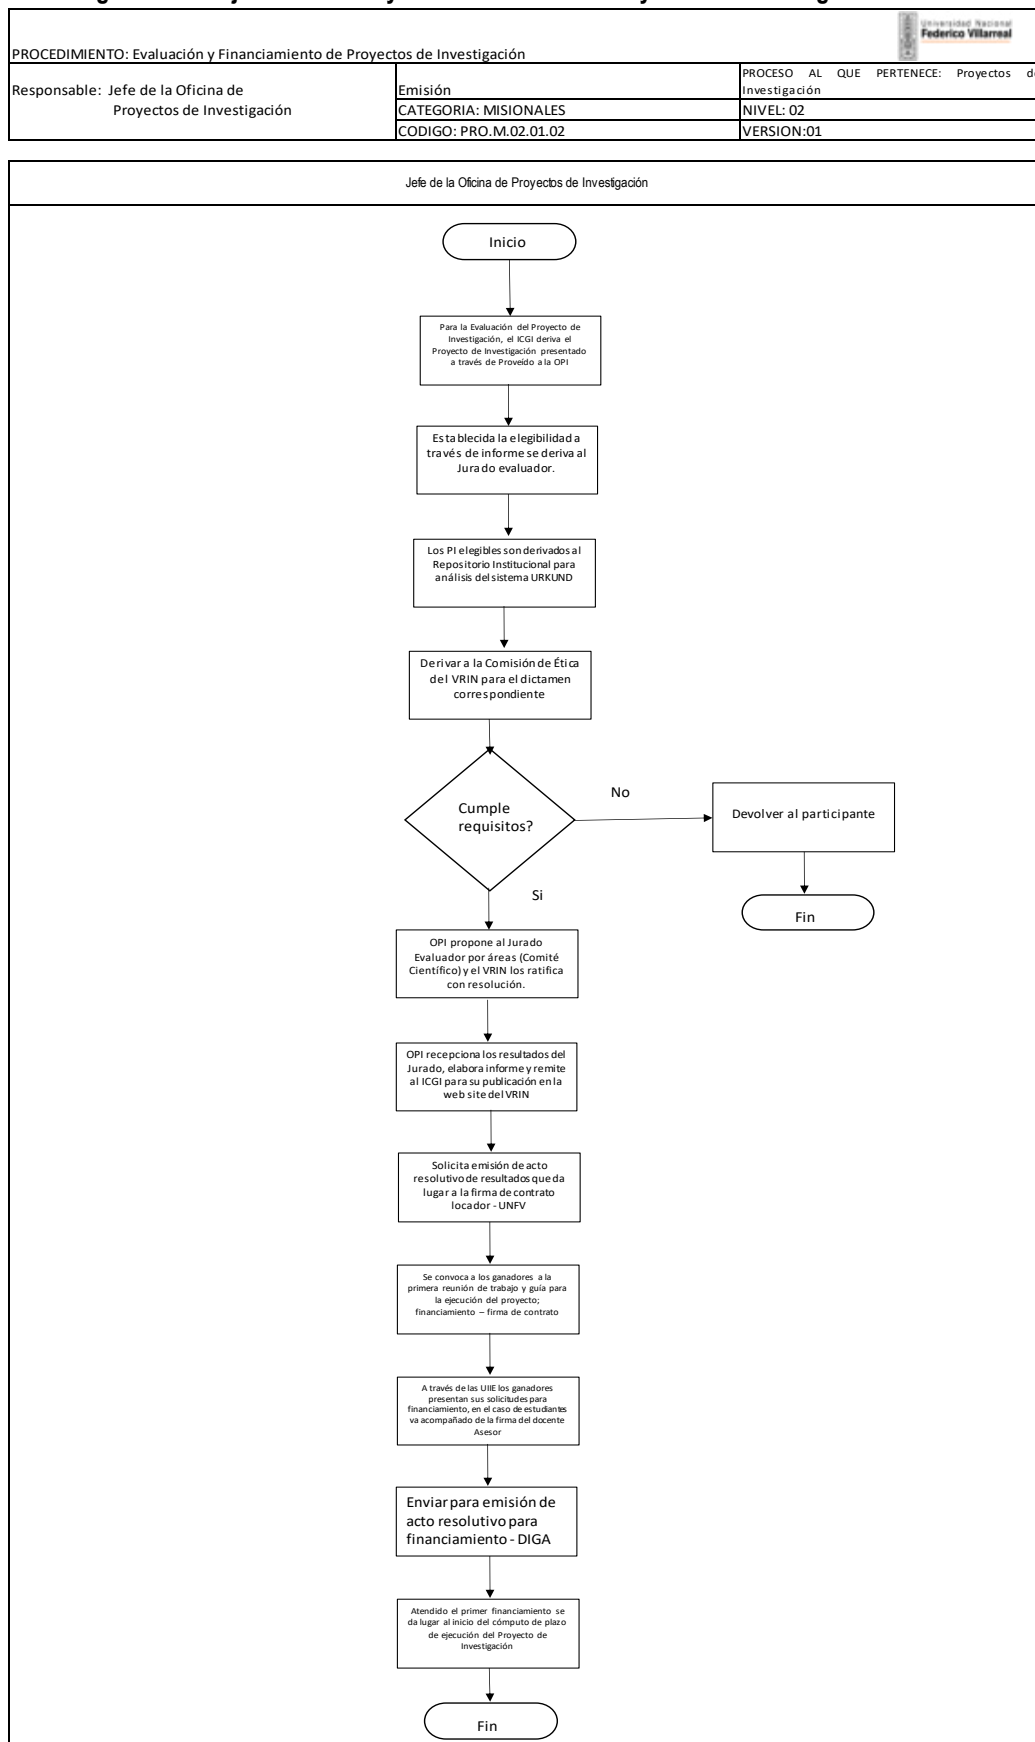 PROCEDIMIENTO: Evaluación y Financiamiento de Proyectos de Investigación
Universidad Nacional
Federico Villarreal
Responsable: Jefe de la Oficina de
Proyectos de Investigación
Emisión
PROCESO AL QUE PERTENECE: Proyectos de
Investigación
CATEGORIA: MISIONALES
NIVEL: 02
CODIGO: PRO.M.02.01.02
VERSION:01
Jefe de la Oficina de Proyectos de Investigación
Inicio
Para la Evaluación del Proyecto de
Investigación, el ICGI deriva el
Proyecto de Investigación presentado
a través de Proveído a la OPI
Establecida la elegibilidad a
través de informe se deriva al
Jurado evaluador.
Los PI elegibles son derivados al
Repositorio Institucional para
análisis del sistema URKUND
Derivar a la Comisión de Ética
del VRIN para el dictamen
correspondiente
Cumple
requisitos?
No
Devolver al participante
Fin
Si
OPI propone al Jurado
Evaluador por áreas (Comité
Científico) y el VRIN los ratifica
con resolución.
OPI recepciona los resultados del
Jurado, elabora informe y remite
al ICGI para su publicación en la
web site del VRIN
Solicita emisión de acto
resolutivo de resultados que da
lugar a la firma de contrato
locador - UNFV
Se convoca a los ganadores a la
primera reunión de trabajo y guía para
la ejecución del proyecto;
financiamiento – firma de contrato
A través de las UIIE los ganadores
presentan sus solicitudes para
financiamiento, en el caso de estudiantes
va acompañado de la firma del docente
Asesor
Enviar para emisión de
acto resolutivo para
financiamiento - DIGA
Atendido el primer financiamiento se
da lugar al inicio del cómputo de plazo
de ejecución del Proyecto de
Investigación
Fin